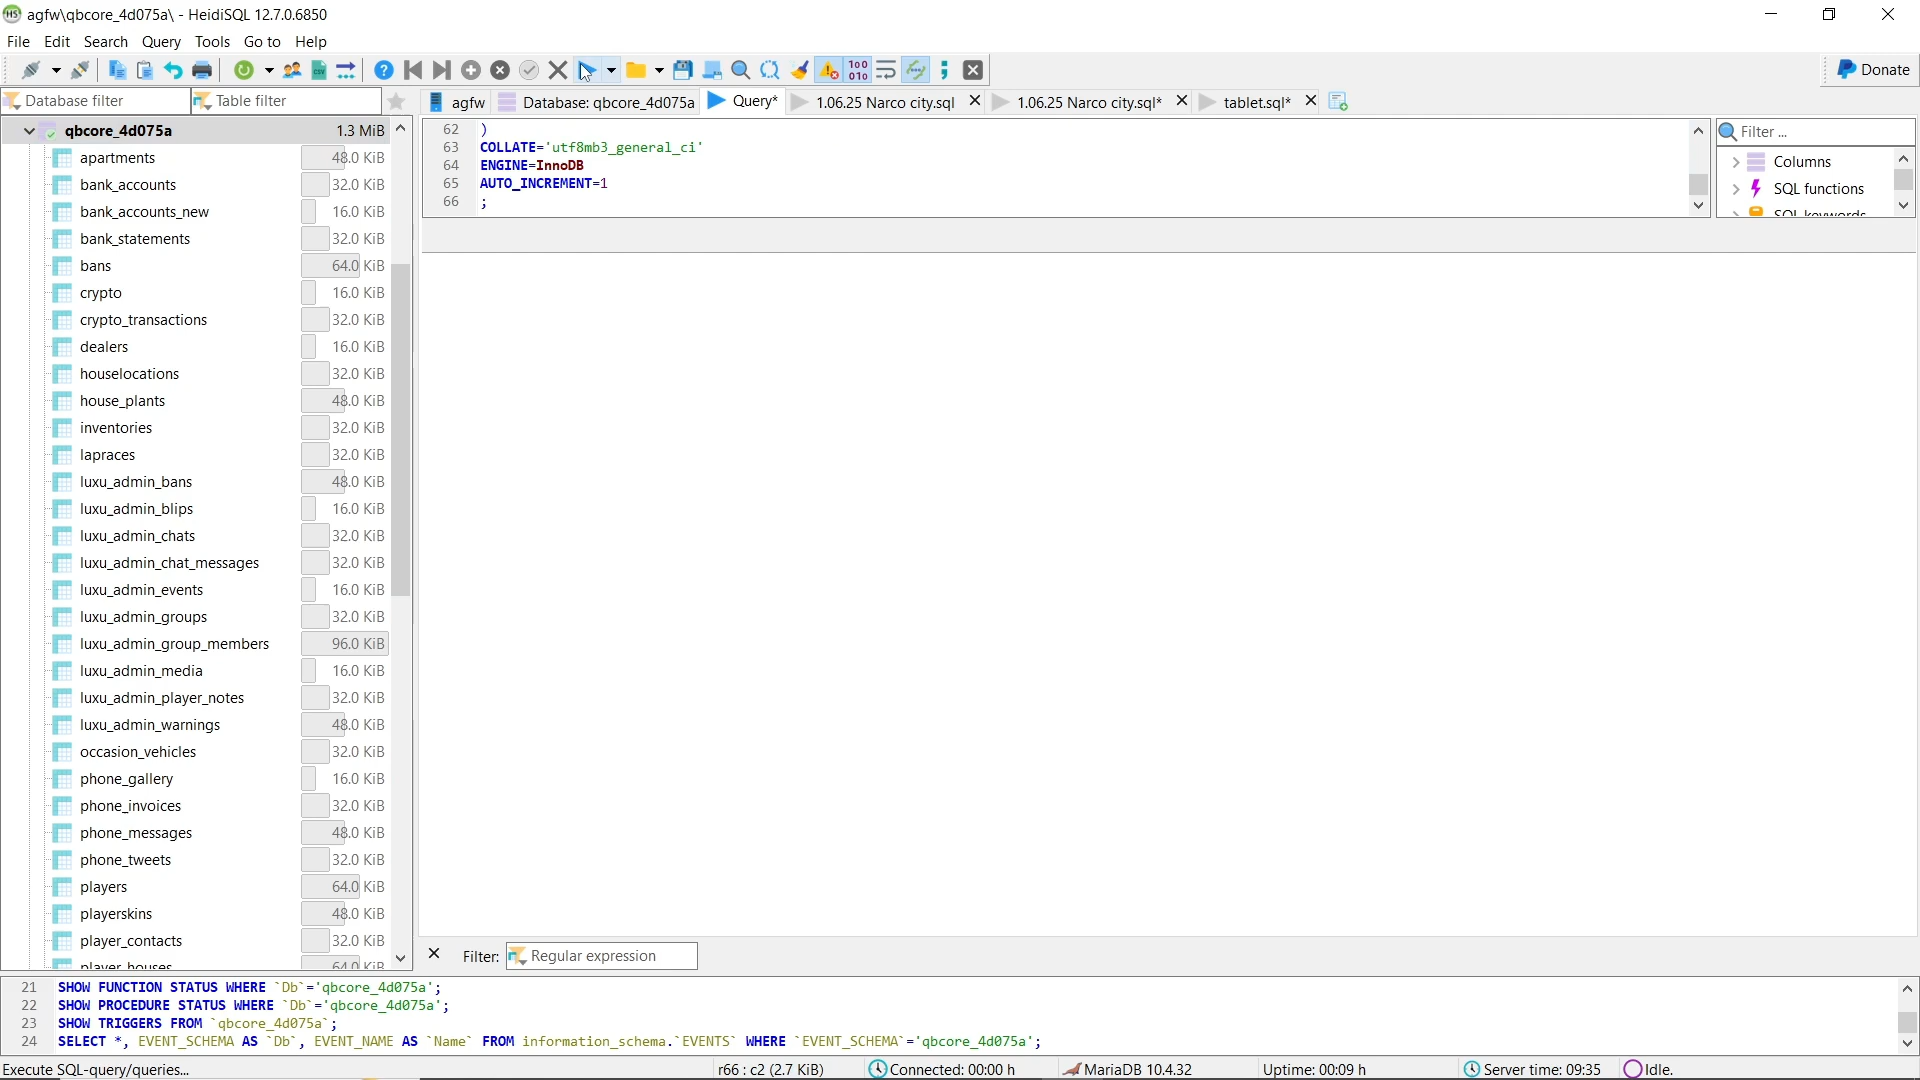 agfw\qbcore_4d075a\ - HeidiSQL 12.7.0.6850
File Edit Search Query Tools Go to Help
Donate
Database filter Table filter agfw Database: qbcore_4d075a Query* 1.06.25 Narco city.sql 1.06.25 Narco city.sql* tablet.sql*
qbcore_4d075a 1.3 MiB
apartments 48.0 KiB
bank_accounts 32.0 KiB
bank_accounts_new 16.0 KiB
bank_statements 32.0 KiB
bans 64.0 KiB
crypto 16.0 KiB
crypto_transactions 32.0 KiB
dealers 16.0 KiB
houselocations 32.0 KiB
house_plants 48.0 KiB
inventories 32.0 KiB
lapraces 32.0 KiB
luxu_admin_bans 48.0 KiB
luxu_admin_blips 16.0 KiB
luxu_admin_chats 32.0 KiB
luxu_admin_chat_messages 32.0 KiB
luxu_admin_events 16.0 KiB
luxu_admin_groups 32.0 KiB
luxu_admin_group_members 96.0 KiB
luxu_admin_media 16.0 KiB
luxu_admin_player_notes 32.0 KiB
luxu_admin_warnings 48.0 KiB
occasion_vehicles 32.0 KiB
phone_gallery 16.0 KiB
phone_invoices 32.0 KiB
phone_messages 48.0 KiB
phone_tweets 32.0 KiB
players 64.0 KiB
playerskins 48.0 KiB
player_contacts 32.0 KiB
player_houses 64.0 KiB
62 )
63 COLLATE='utf8mb3_general_ci'
64 ENGINE=InnoDB
65 AUTO_INCREMENT=1
66 ;
Filter ...
Columns
SQL functions
SQL keywords
Filter: Regular expression
21 SHOW FUNCTION STATUS WHERE `Db`='qbcore_4d075a';
22 SHOW PROCEDURE STATUS WHERE `Db`='qbcore_4d075a';
23 SHOW TRIGGERS FROM `qbcore_4d075a`;
24 SELECT *, EVENT_SCHEMA AS `Db`, EVENT_NAME AS `Name` FROM information_schema.`EVENTS` WHERE `EVENT_SCHEMA`='qbcore_4d075a';
Execute SQL-query/queries... r66 : c2 (2.7 KiB) Connected: 00:00 h MariaDB 10.4.32 Uptime: 00:09 h Server time: 09:35 Idle.